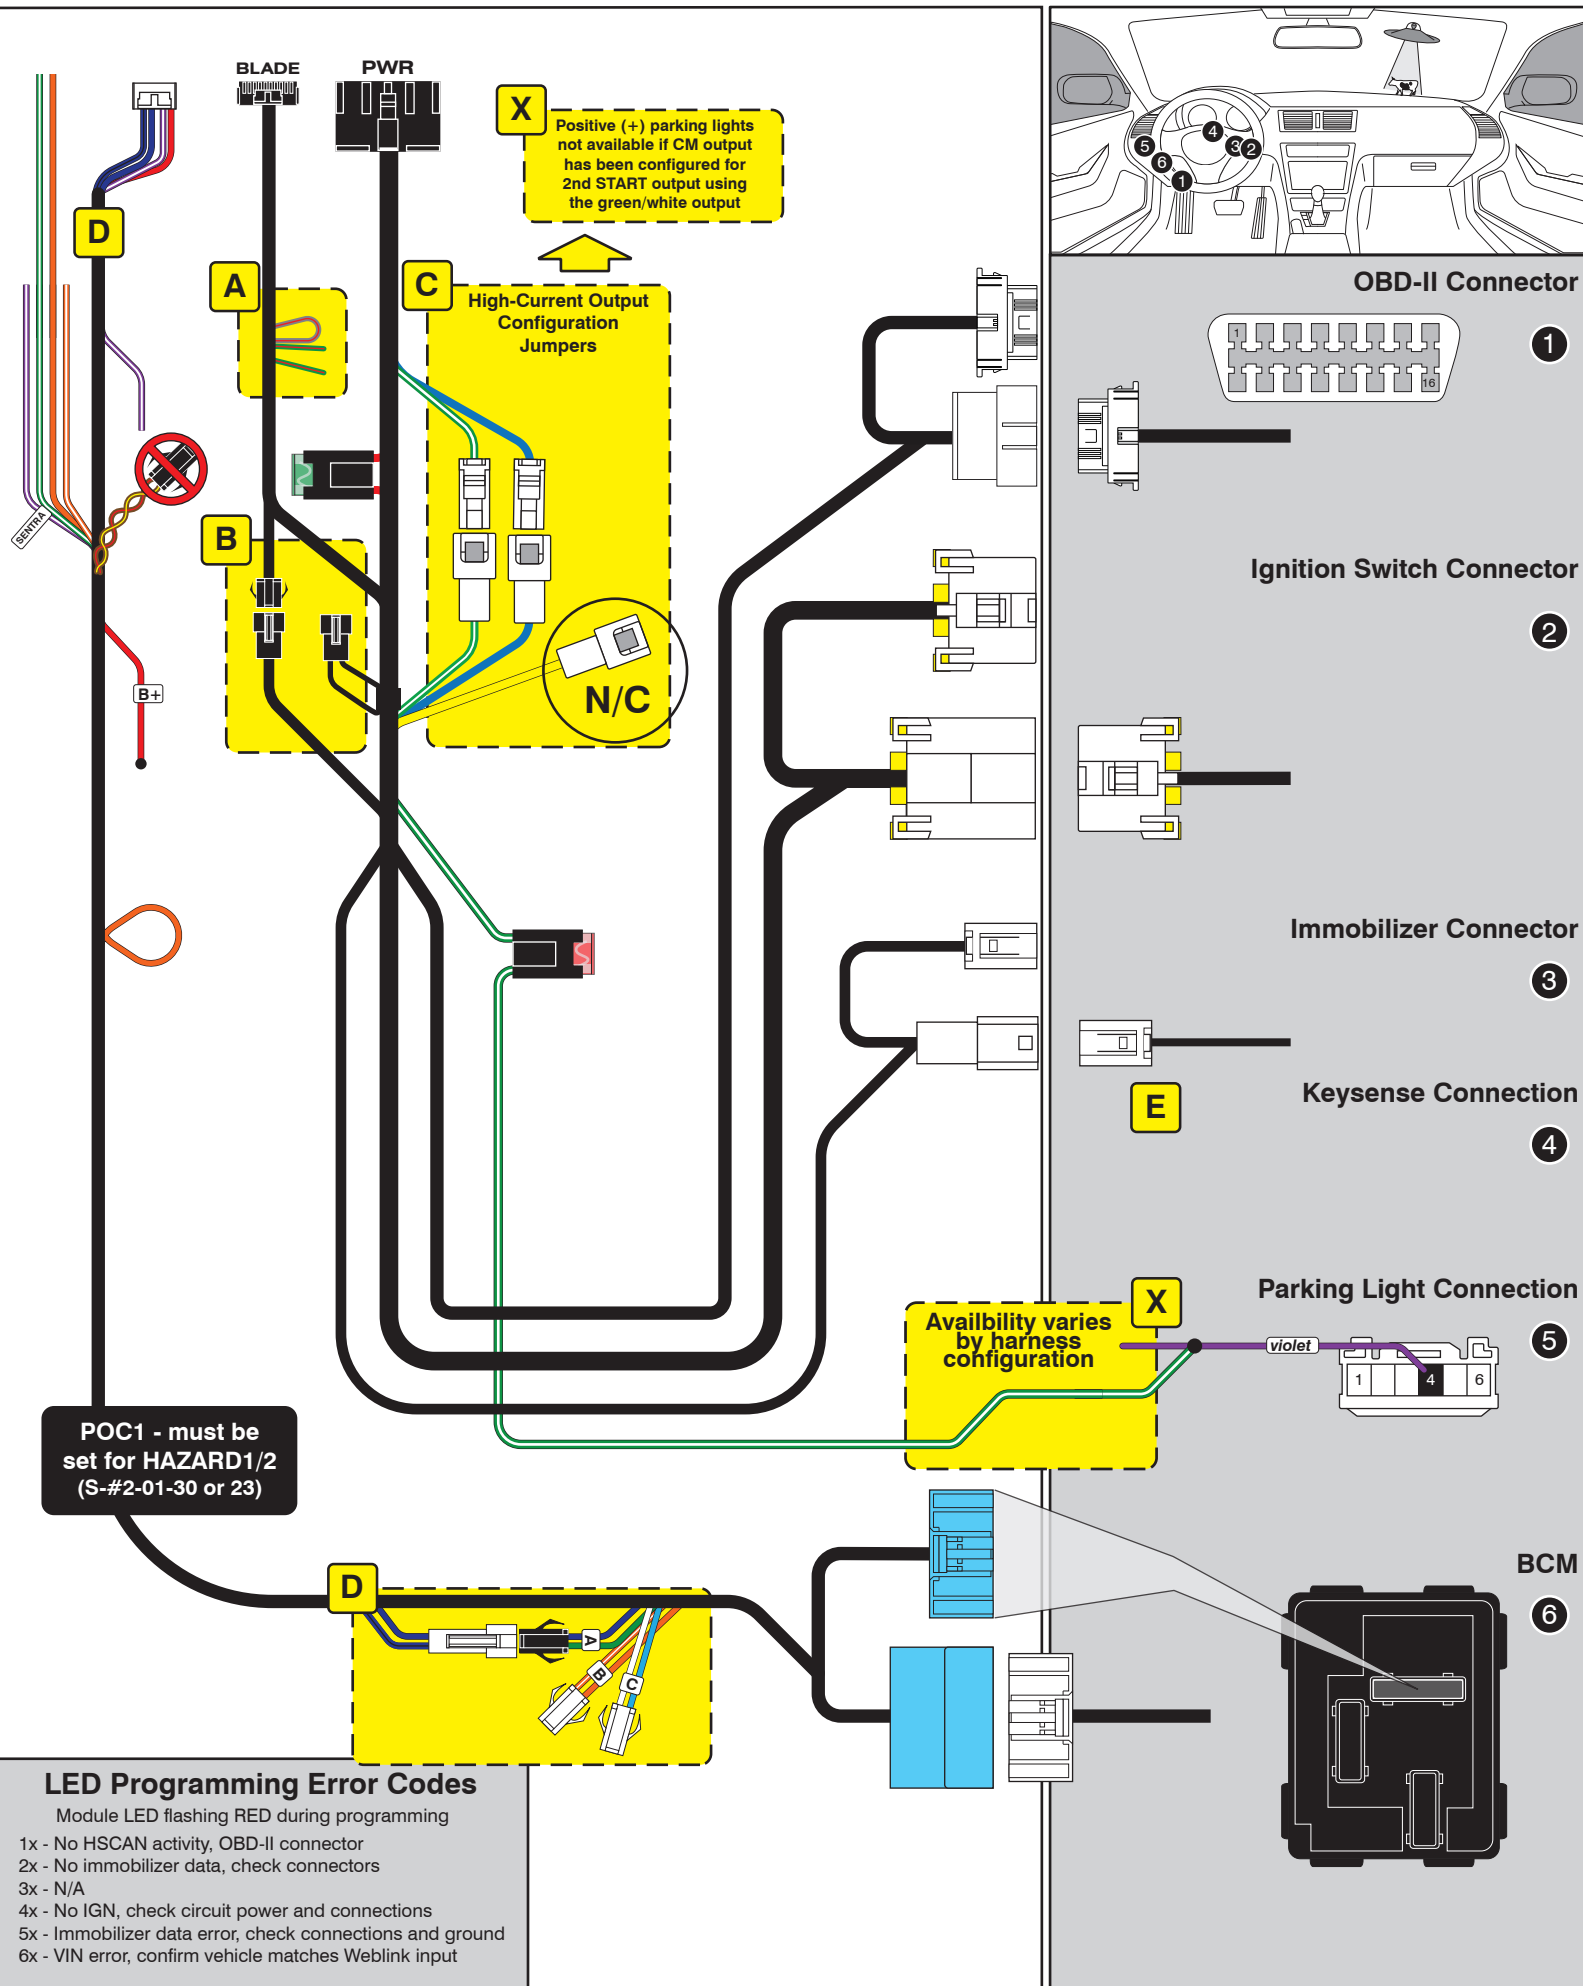 BLADE
PWR
X
Positive (+) parking lights
not available if CM output
has been configured for
2nd START output using
the green/white output
4
5
3
2
6
1
D
A
C
High-Current Output
Configuration
Jumpers
OBD-II Connector
1
1
16
SENTRA
B
Ignition Switch Connector
2
B+
N/C
Immobilizer Connector
3
E
Keysense Connection
4
X
Parking Light Connection
5
Availbility varies
by harness
configuration
violet
1
4
6
POC1 - must be
set for HAZARD1/2
(S-#2-01-30 or 23)
BCM
6
D
A
B
C
LED Programming Error Codes
Module LED flashing RED during programming
1x - No HSCAN activity, OBD-II connector
2x - No immobilizer data, check connectors
3x - N/A
4x - No IGN, check circuit power and connections
5x - Immobilizer data error, check connections and ground
6x - VIN error, confirm vehicle matches Weblink input